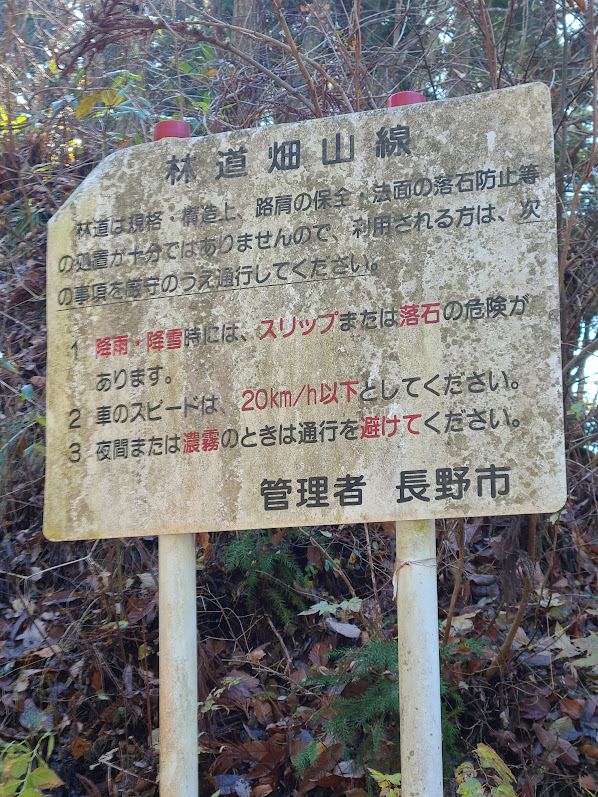 林道畑山線
林道は規格・構造上、路肩の保全・法面の落石防止等
の処置が十分ではありませんので、利用される方は、次
の事項を厳守のうえ通行してください。
1 降雨・降雪時には、スリップまたは落石の危険が
あります。
2 車のスピードは、20km/h以下としてください。
3 夜間または濃霧のときは通行を避けてください。
管理者 長野市